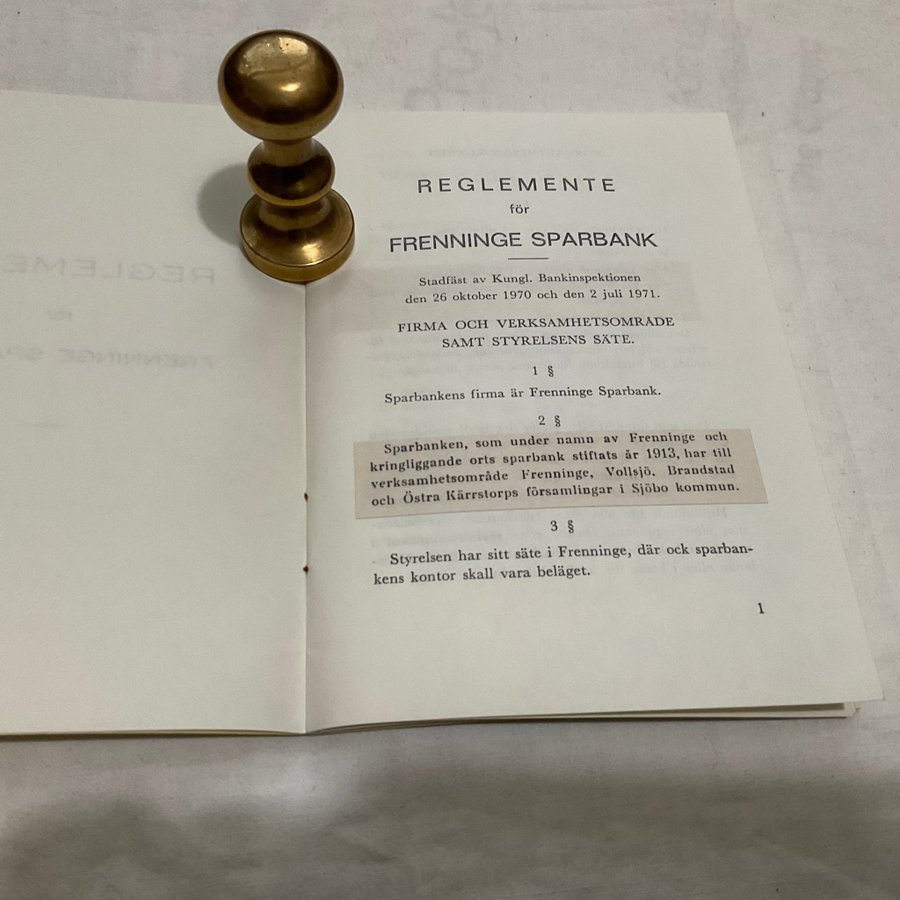 REGLEMENTE
för
FRENNINGE SPARBANK
Stadfäst av Kungl. Bankinspektionen
den 26 oktober 1970 och den 2 juli 1971.
FIRMA OCH VERKSAMHETSOMRÅDE
SAMT STYRELSENS SÄTE.
1 §
Sparbankens firma är Frenninge Sparbank.
2 §
Sparbanken, som under namn av Frenninge och
kringliggande orts sparbank stiftats år 1913, har till
verksamhetsområde Frenninge, Vollsjö, Brandstad
och Östra Kärrstorps församlingar i Sjöbo kommun.
3 §
Styrelsen har sitt säte i Frenninge, där ock sparban-
kens kontor skall vara beläget.
1